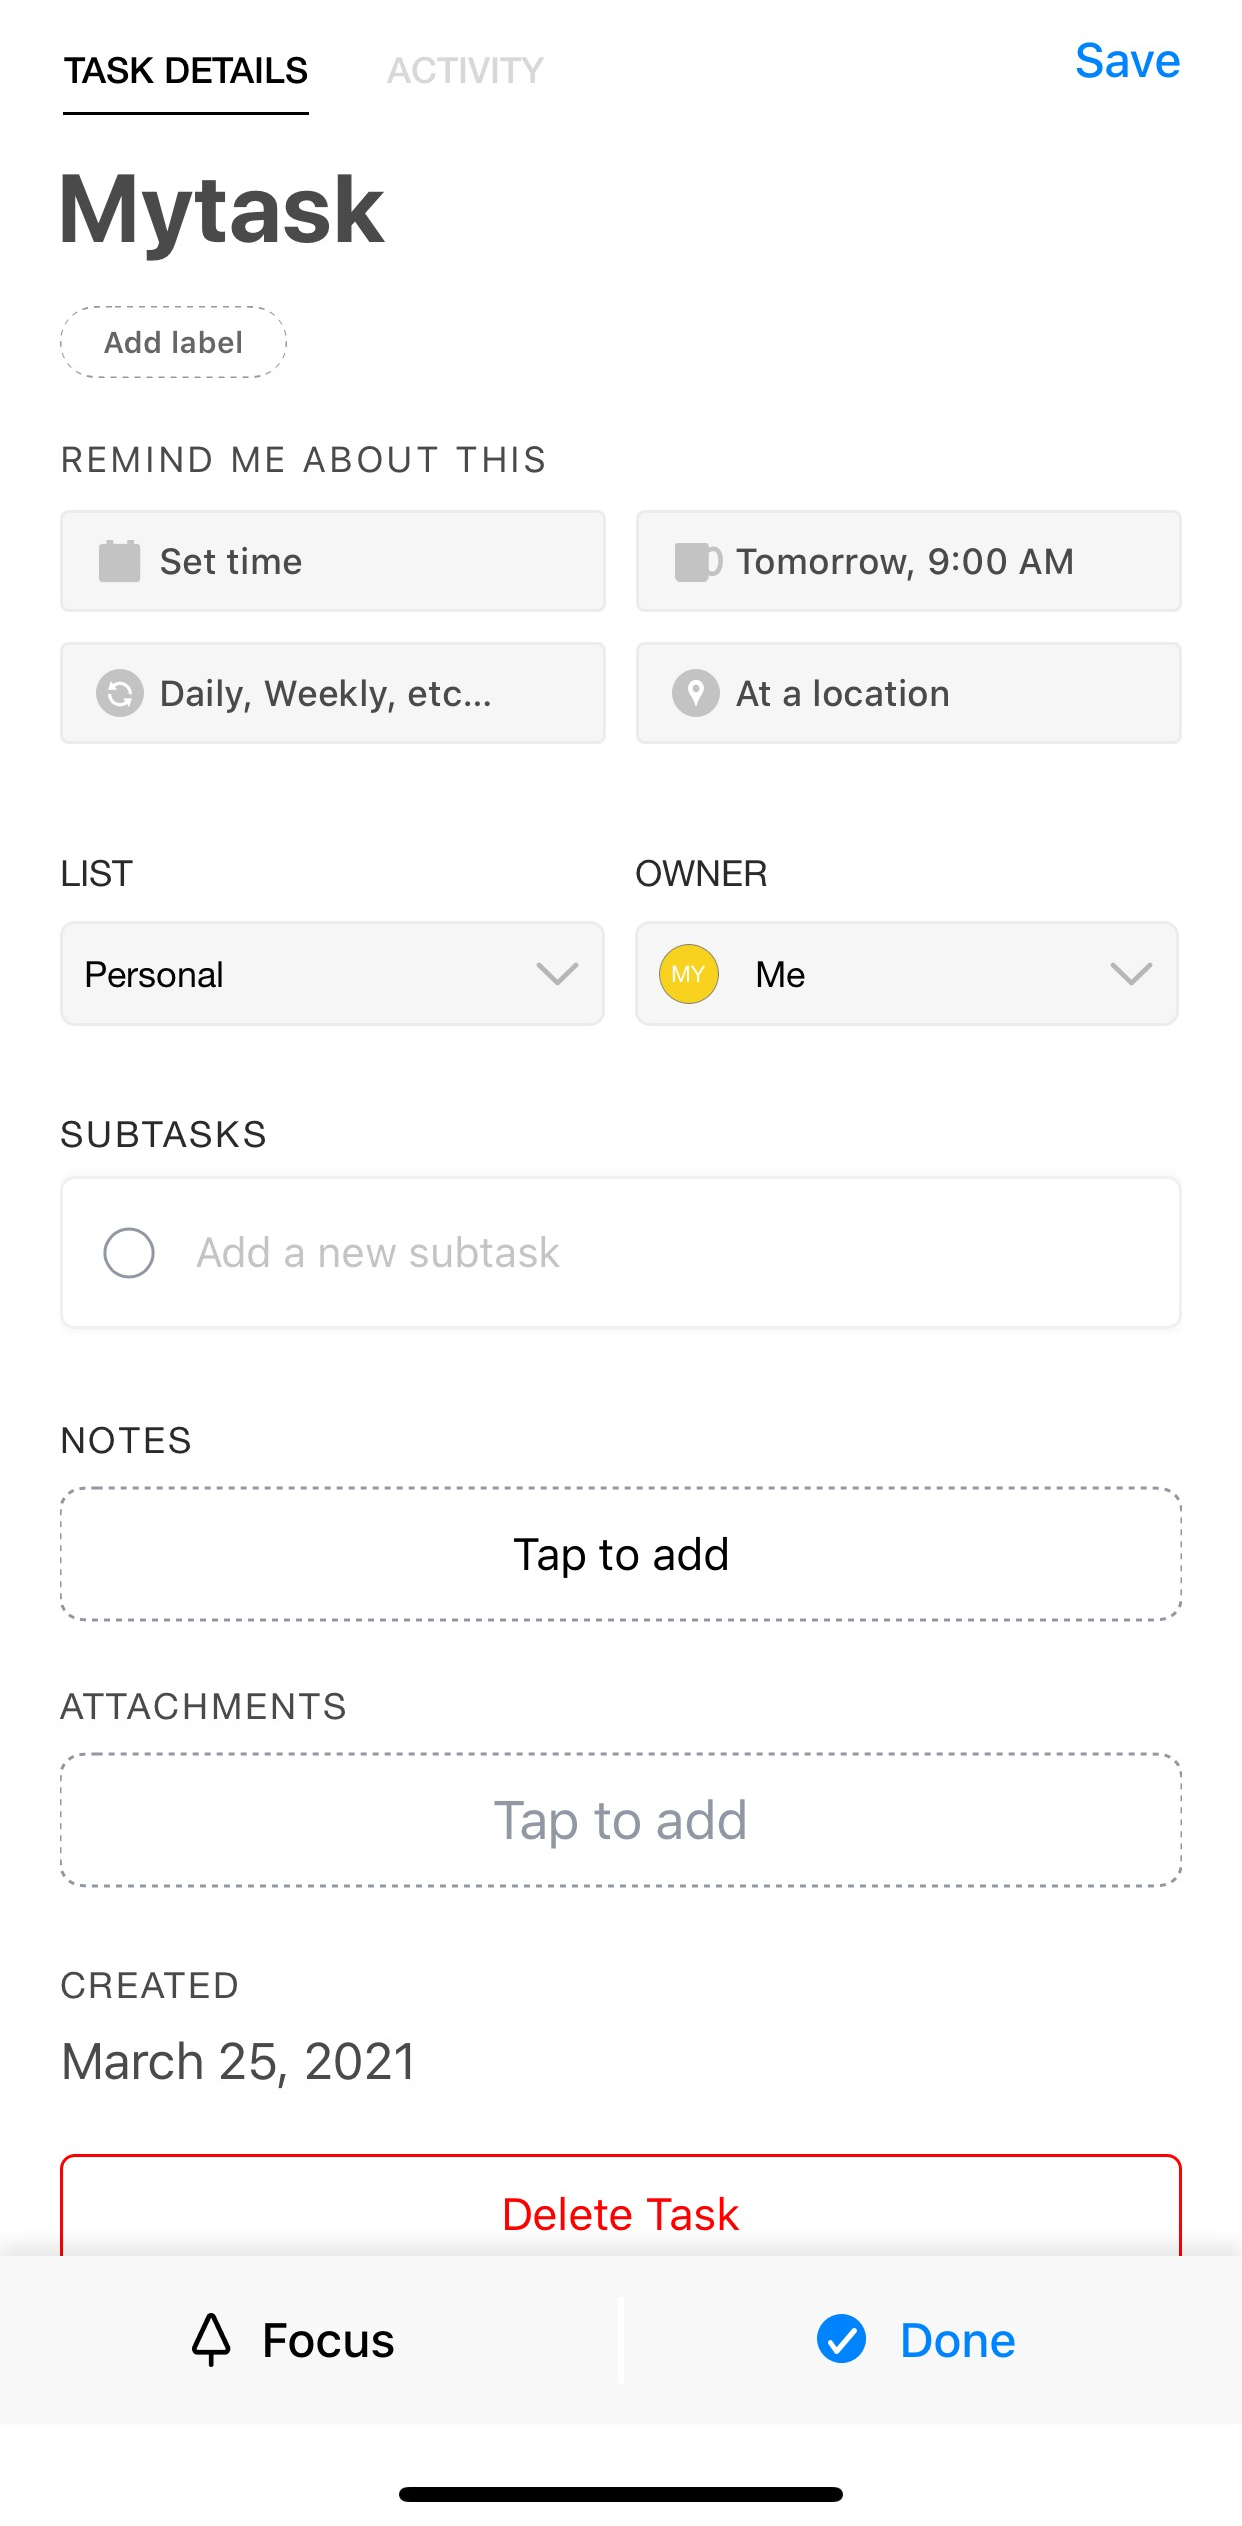 TASK DETAILS ACTIVITY Save
Mytask
Add label
REMIND ME ABOUT THIS
Set time Tomorrow, 9:00 AM
Daily, Weekly, etc... At a location
LIST OWNER
Personal MY Me
SUBTASKS
Add a new subtask
NOTES
Tap to add
ATTACHMENTS
Tap to add
CREATED
March 25, 2021
Delete Task
Focus Done